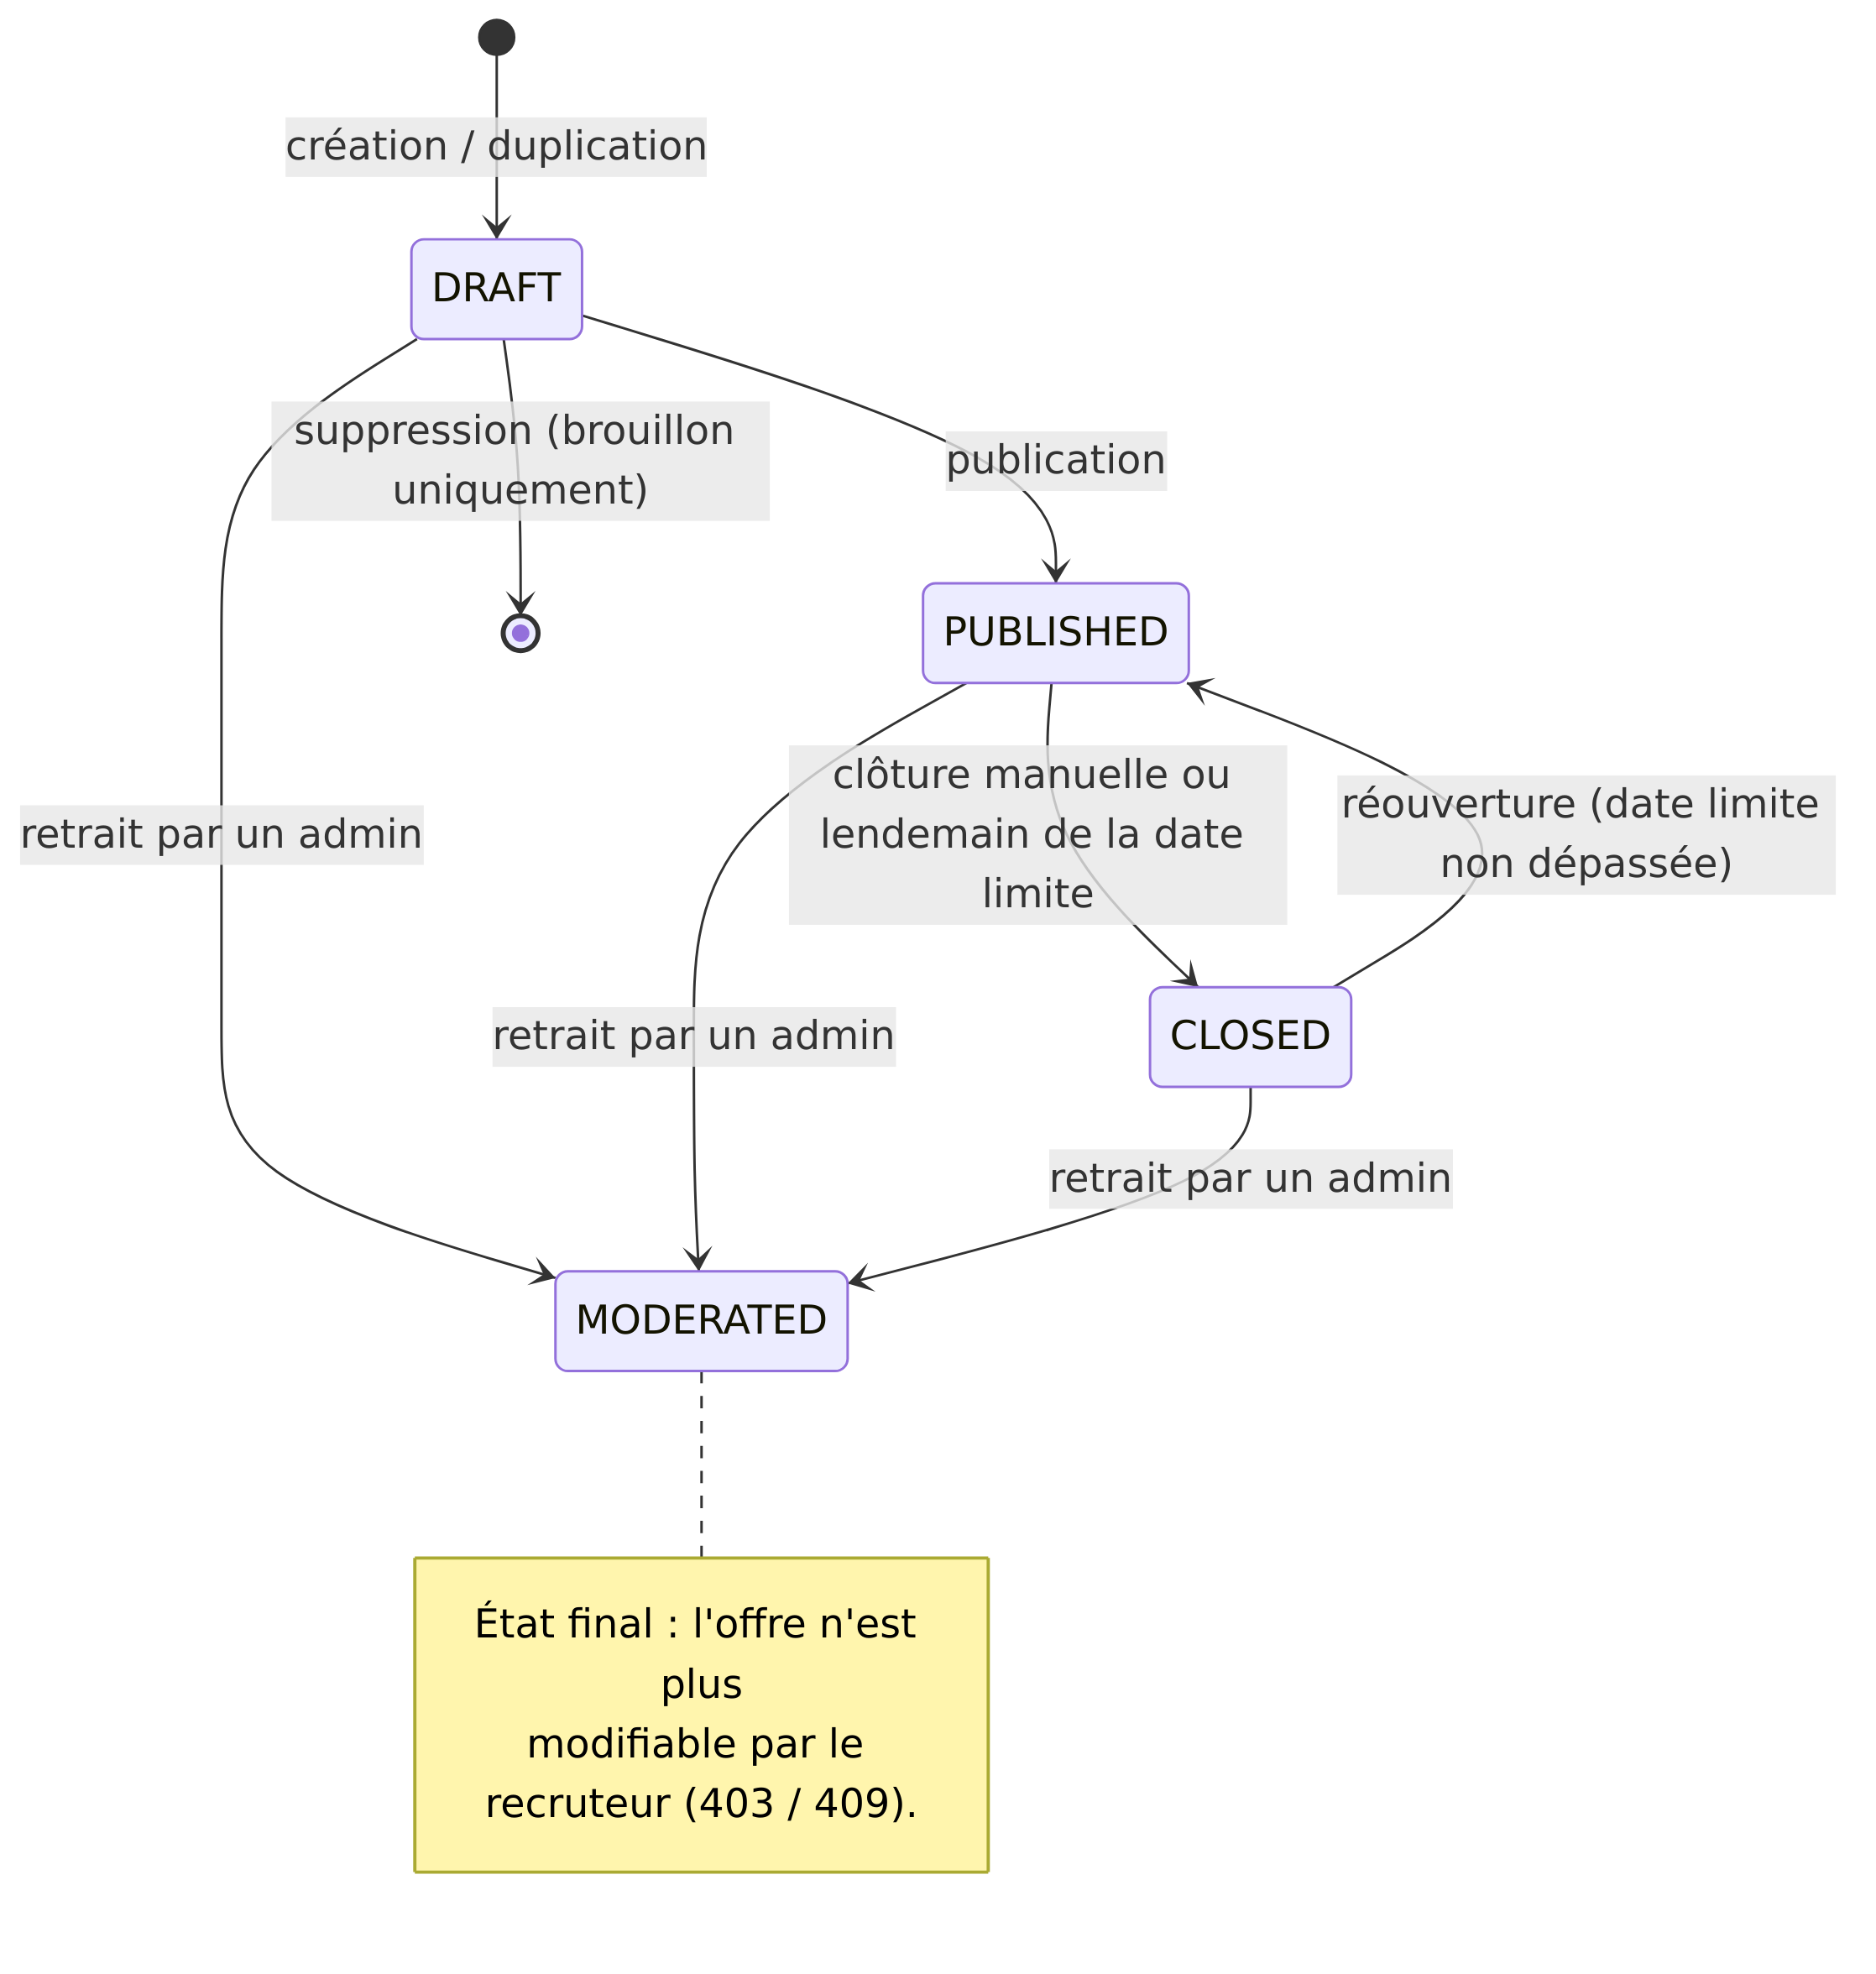 création / duplication
DRAFT
suppression (brouillon
uniquement)
publication
PUBLISHED
retrait par un admin
clôture manuelle ou
lendemain de la date
limite
réouverture (date limite
non dépassée)
retrait par un admin
CLOSED
retrait par un admin
MODERATED
État final : l'offre n'est
plus
modifiable par le
recruteur (403 / 409).